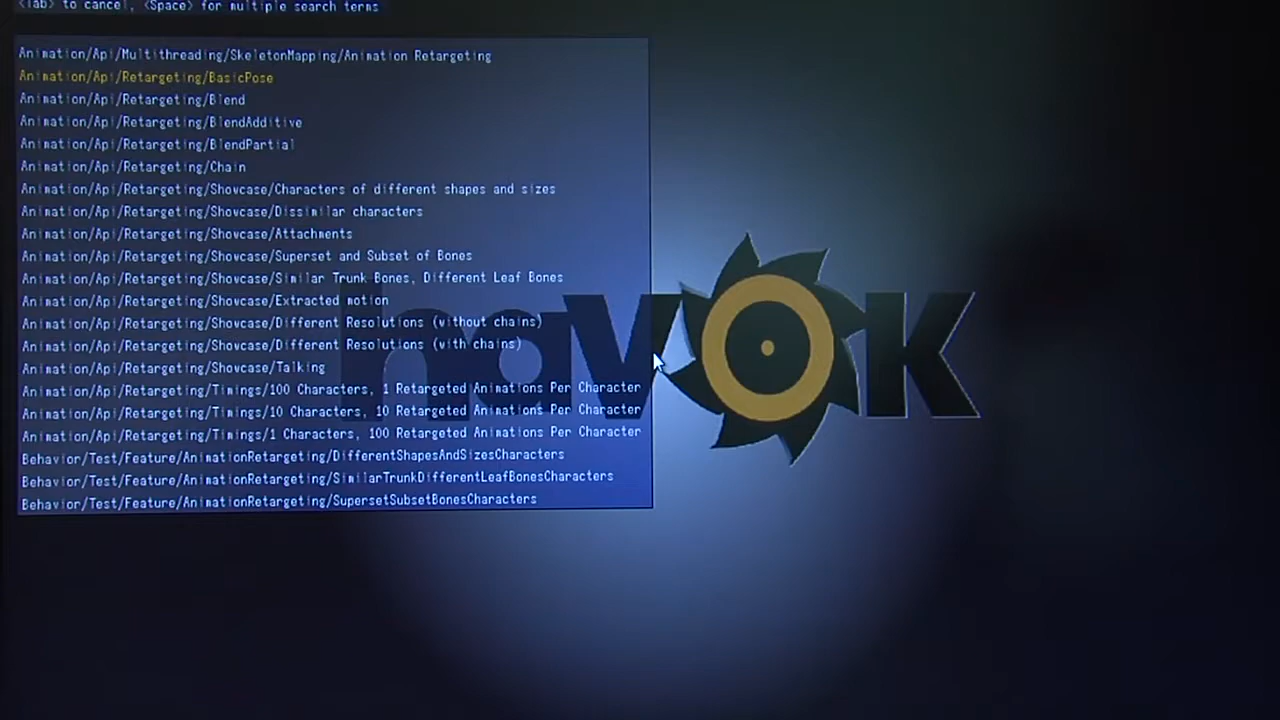 <Tab> to cancel, <Space> for multiple search terms
Animation/Api/Multithreading/SkeletonMapping/Animation Retargeting
Animation/Api/Retargeting/BasicPose
Animation/Api/Retargeting/Blend
Animation/Api/Retargeting/BlendAdditive
Animation/Api/Retargeting/BlendPartial
Animation/Api/Retargeting/Chain
Animation/Api/Retargeting/Showcase/Characters of different shapes and sizes
Animation/Api/Retargeting/Showcase/Dissimilar characters
Animation/Api/Retargeting/Showcase/Attachments
Animation/Api/Retargeting/Showcase/Superset and Subset of Bones
Animation/Api/Retargeting/Showcase/Similar Trunk Bones, Different Leaf Bones
Animation/Api/Retargeting/Showcase/Extracted motion
Animation/Api/Retargeting/Showcase/Different Resolutions (without chains)
Animation/Api/Retargeting/Showcase/Different Resolutions (with chains)
Animation/Api/Retargeting/Showcase/Talking
Animation/Api/Retargeting/Timings/100 Characters, 1 Retargeted Animations Per Character
Animation/Api/Retargeting/Timings/10 Characters, 10 Retargeted Animations Per Character
Animation/Api/Retargeting/Timings/1 Characters, 100 Retargeted Animations Per Character
Behavior/Test/Feature/AnimationRetargeting/DifferentShapesAndSizesCharacters
Behavior/Test/Feature/AnimationRetargeting/SimilarTrunkDifferentLeafBonesCharacters
Behavior/Test/Feature/AnimationRetargeting/SupersetSubsetBonesCharacters
havok